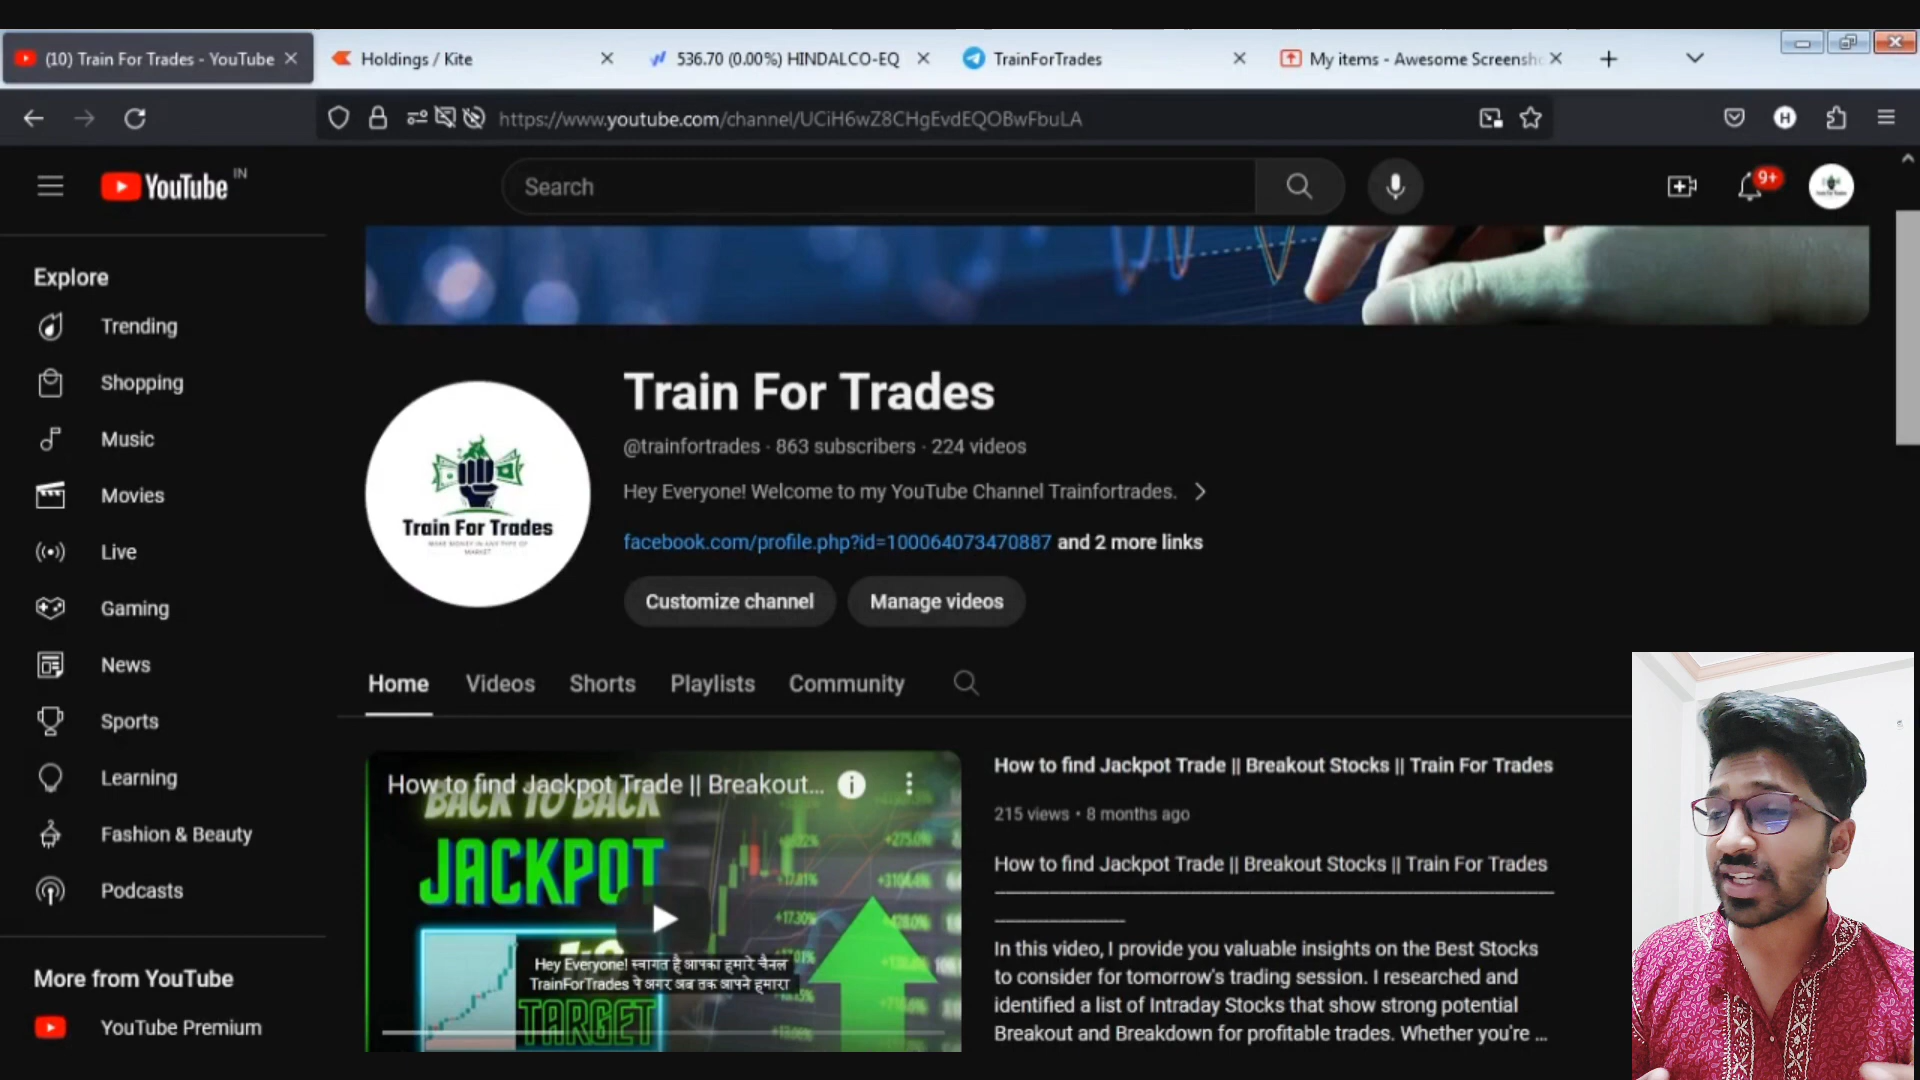 (10) Train For Trades - YouTube
Holdings / Kite
536.70 (0.00%) HINDALCO-EQ
TrainForTrades
My items - Awesome Screensh
https://www.youtube.com/channel/UCiH6wZ8CHgEvdEQOBwFbuLA
H
YouTube IN
Search
9+
Explore
Trending
Shopping
Music
Movies
Live
Gaming
News
Sports
Learning
Fashion & Beauty
Podcasts
More from YouTube
YouTube Premium
Train For Trades
MAKE MONEY IN ANY TYPE OF
MARKET
Train For Trades
@trainfortrades · 863 subscribers · 224 videos
Hey Everyone! Welcome to my YouTube Channel Trainfortrades.
facebook.com/profile.php?id=100064073470887 and 2 more links
Customize channel
Manage videos
Home
Videos
Shorts
Playlists
Community
How to find Jackpot Trade || Breakout...
BACK TO BACK
JACKPOT
TARGET
Hey Everyone! स्वागत है आपका हमारे चैनल
TrainForTrades पे अगर अब तक आपने हमारा
How to find Jackpot Trade || Breakout Stocks || Train For Trades
215 views • 8 months ago
How to find Jackpot Trade || Breakout Stocks || Train For Trades
In this video, I provide you valuable insights on the Best Stocks
to consider for tomorrow's trading session. I researched and
identified a list of Intraday Stocks that show strong potential
Breakout and Breakdown for profitable trades. Whether you're ...